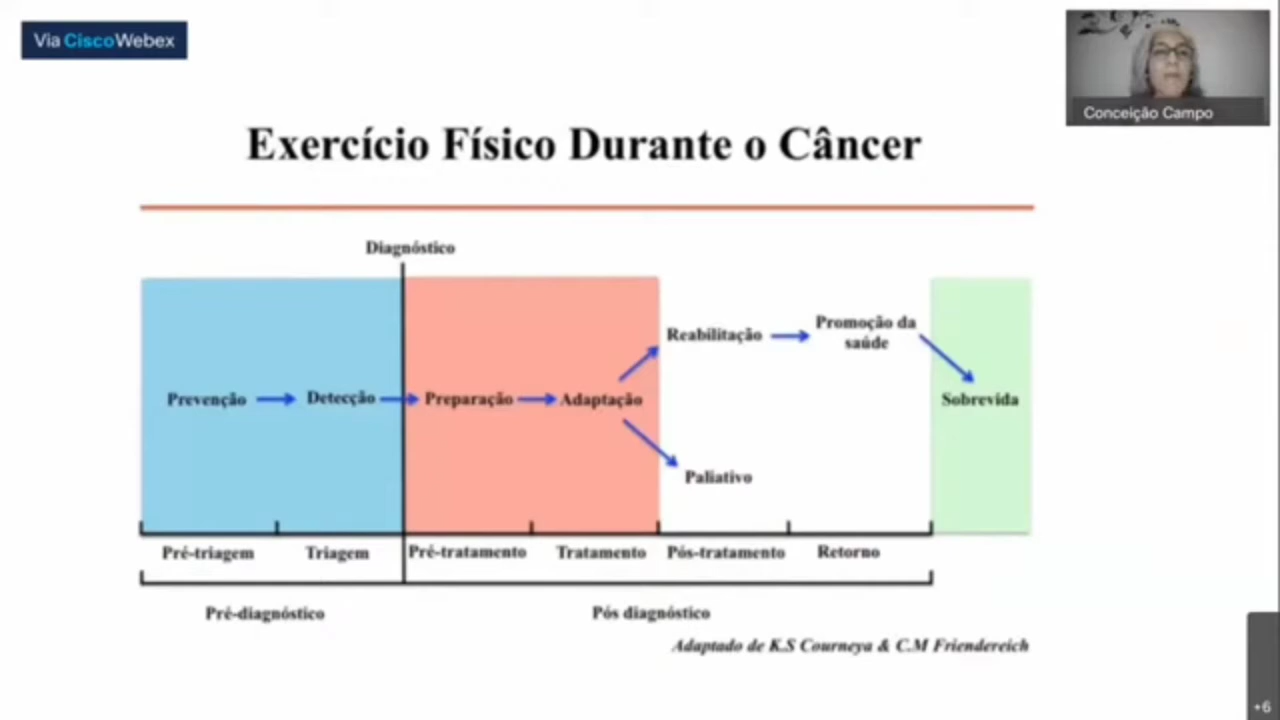 Via CiscoWebex
Conceição Campo
Exercício Físico Durante o Câncer
Diagnóstico
Reabilitação
Promoção da
saúde
Prevenção
Detecção
Preparação
Adaptação
Sobrevida
Paliativo
Pré-triagem
Triagem
Pré-tratamento
Tratamento
Pós-tratamento
Retorno
Pré-diagnóstico
Pós diagnóstico
Adaptado de K.S Courneya & C.M Friendereich
+6